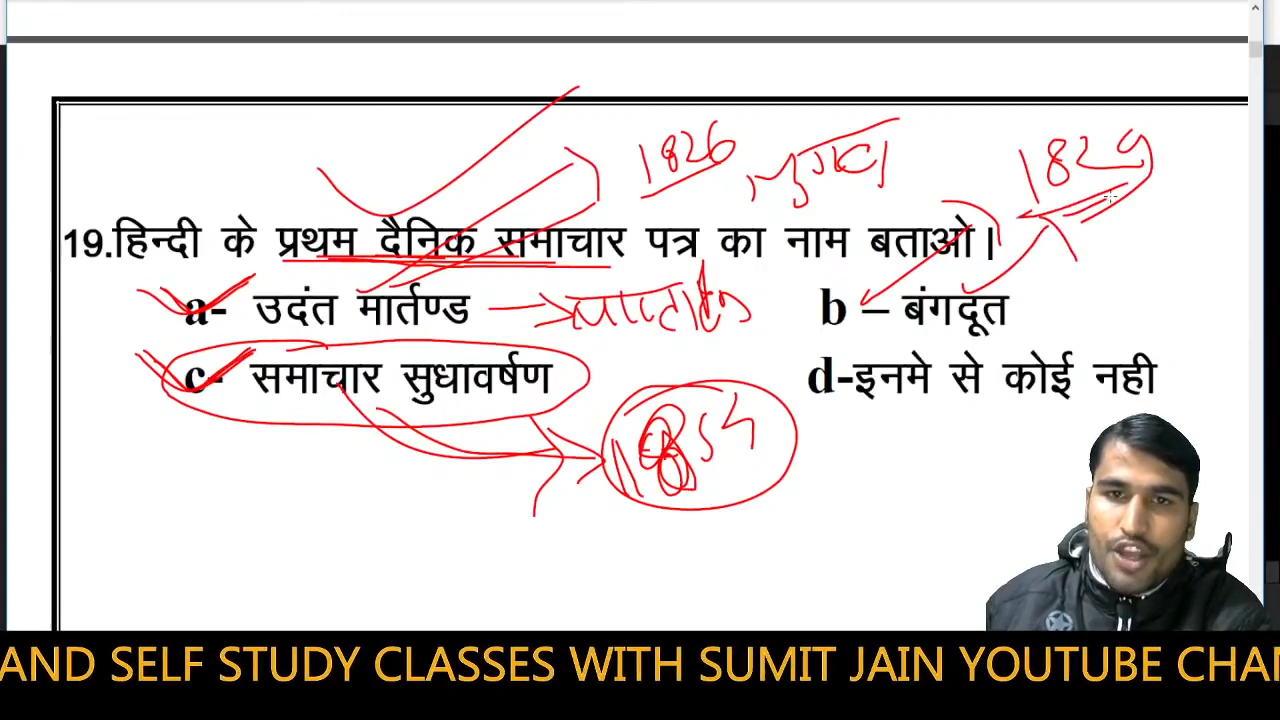 1826 1829
19.हिन्दी के प्रथम दैनिक समाचार पत्र का नाम बताओ।
a- उदंत मार्तण्ड b – बंगदूत
c- समाचार सुधावर्षण d-इनमे से कोई नही
1854
AND SELF STUDY CLASSES WITH SUMIT JAIN YOUTUBE CHAN